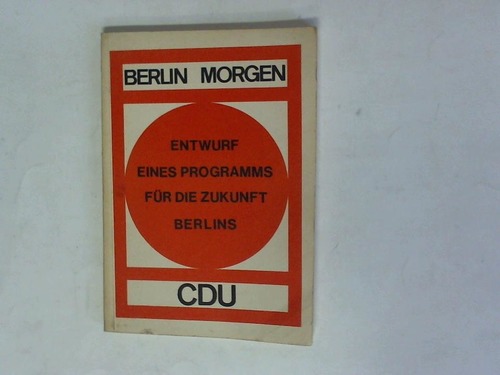 BERLIN MORGEN
ENTWURF
EINES PROGRAMMS
FÜR DIE ZUKUNFT
BERLINS
CDU